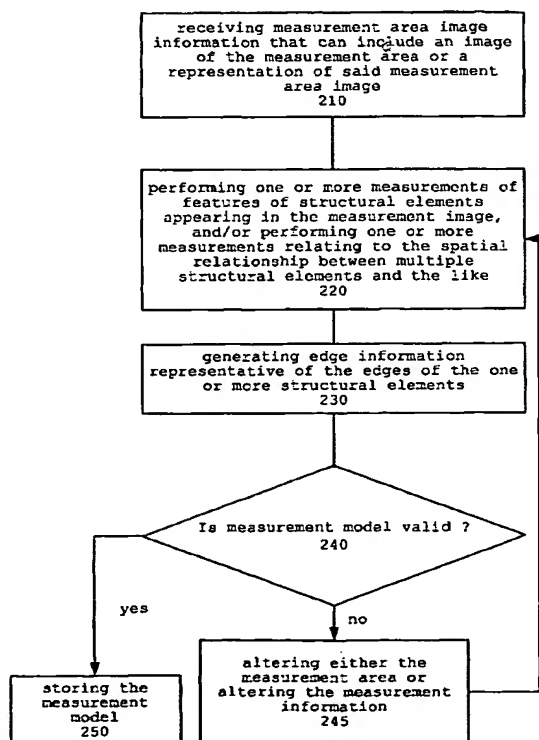 receiving measurement area image
information that can include an image
of the measurement area or a
representation of said measurement
area image
210
performing one or more measurements of
features of structural elements
appearing in the measurement image,
and/or performing one or more
measurements relating to the spatial
relationship between multiple
structural elements and the like
220
generating edge information
representative of the edges of the one
or more structural elements
230
Is measurement model valid ?
240
yes
no
storing the
measurement
model
250
altering either the
measurement area or
altering the measurement
information
245